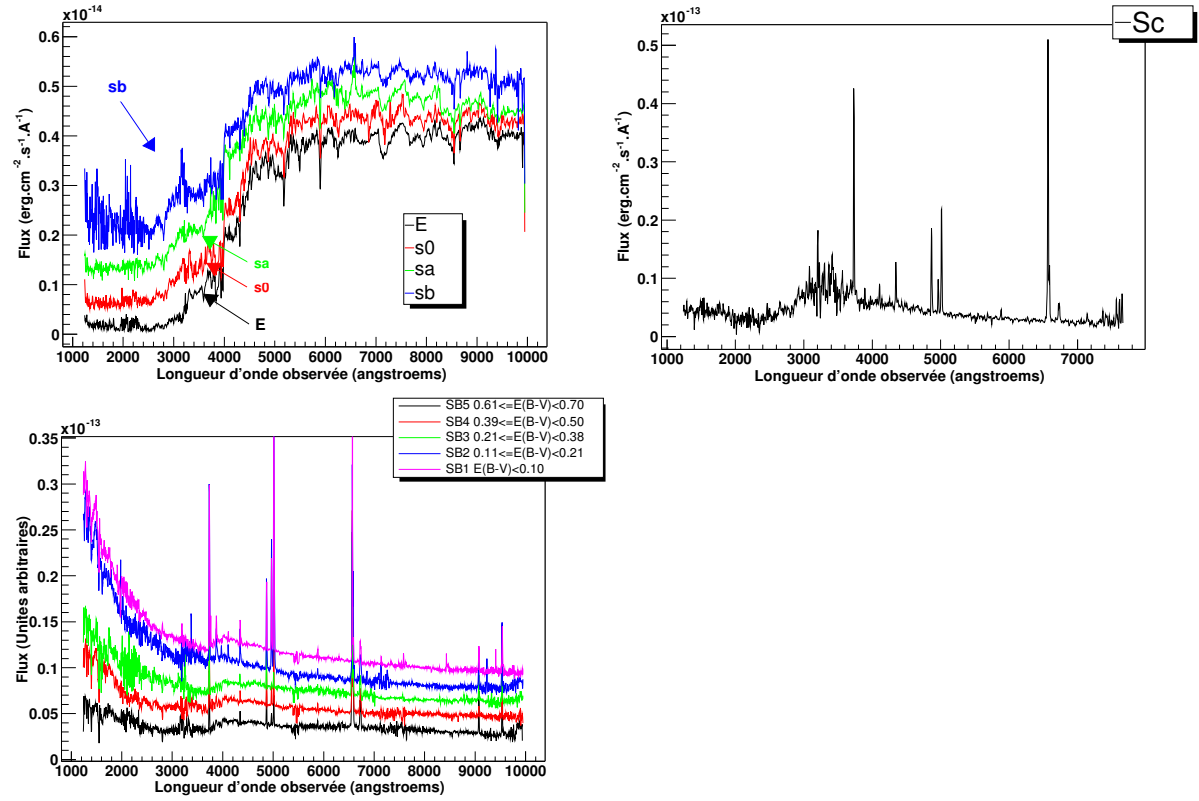 x10⁻¹⁴
0.6
0.5
0.4
0.3
0.2
0.1
0
Flux (erg.cm⁻².s⁻¹.A⁻¹)
sb
sa
s0
E
E
s0
sa
sb
1000 2000 3000 4000 5000 6000 7000 8000 9000 10000
Longueur d'onde observée (angstroems)
x10⁻¹³
Sc
0.5
0.4
0.3
0.2
0.1
0
Flux (erg.cm⁻².s⁻¹.A⁻¹)
1000 2000 3000 4000 5000 6000 7000
Longueur d'onde observée (angstroems)
x10⁻¹³
SB5 0.61<=E(B-V)<0.70
SB4 0.39<=E(B-V)<0.50
SB3 0.21<=E(B-V)<0.38
SB2 0.11<=E(B-V)<0.21
SB1 E(B-V)<0.10
0.35
0.3
0.25
0.2
0.15
0.1
0.05
0
Flux (Unites arbitraires)
1000 2000 3000 4000 5000 6000 7000 8000 9000 10000
Longueur d'onde observée (angstroems)